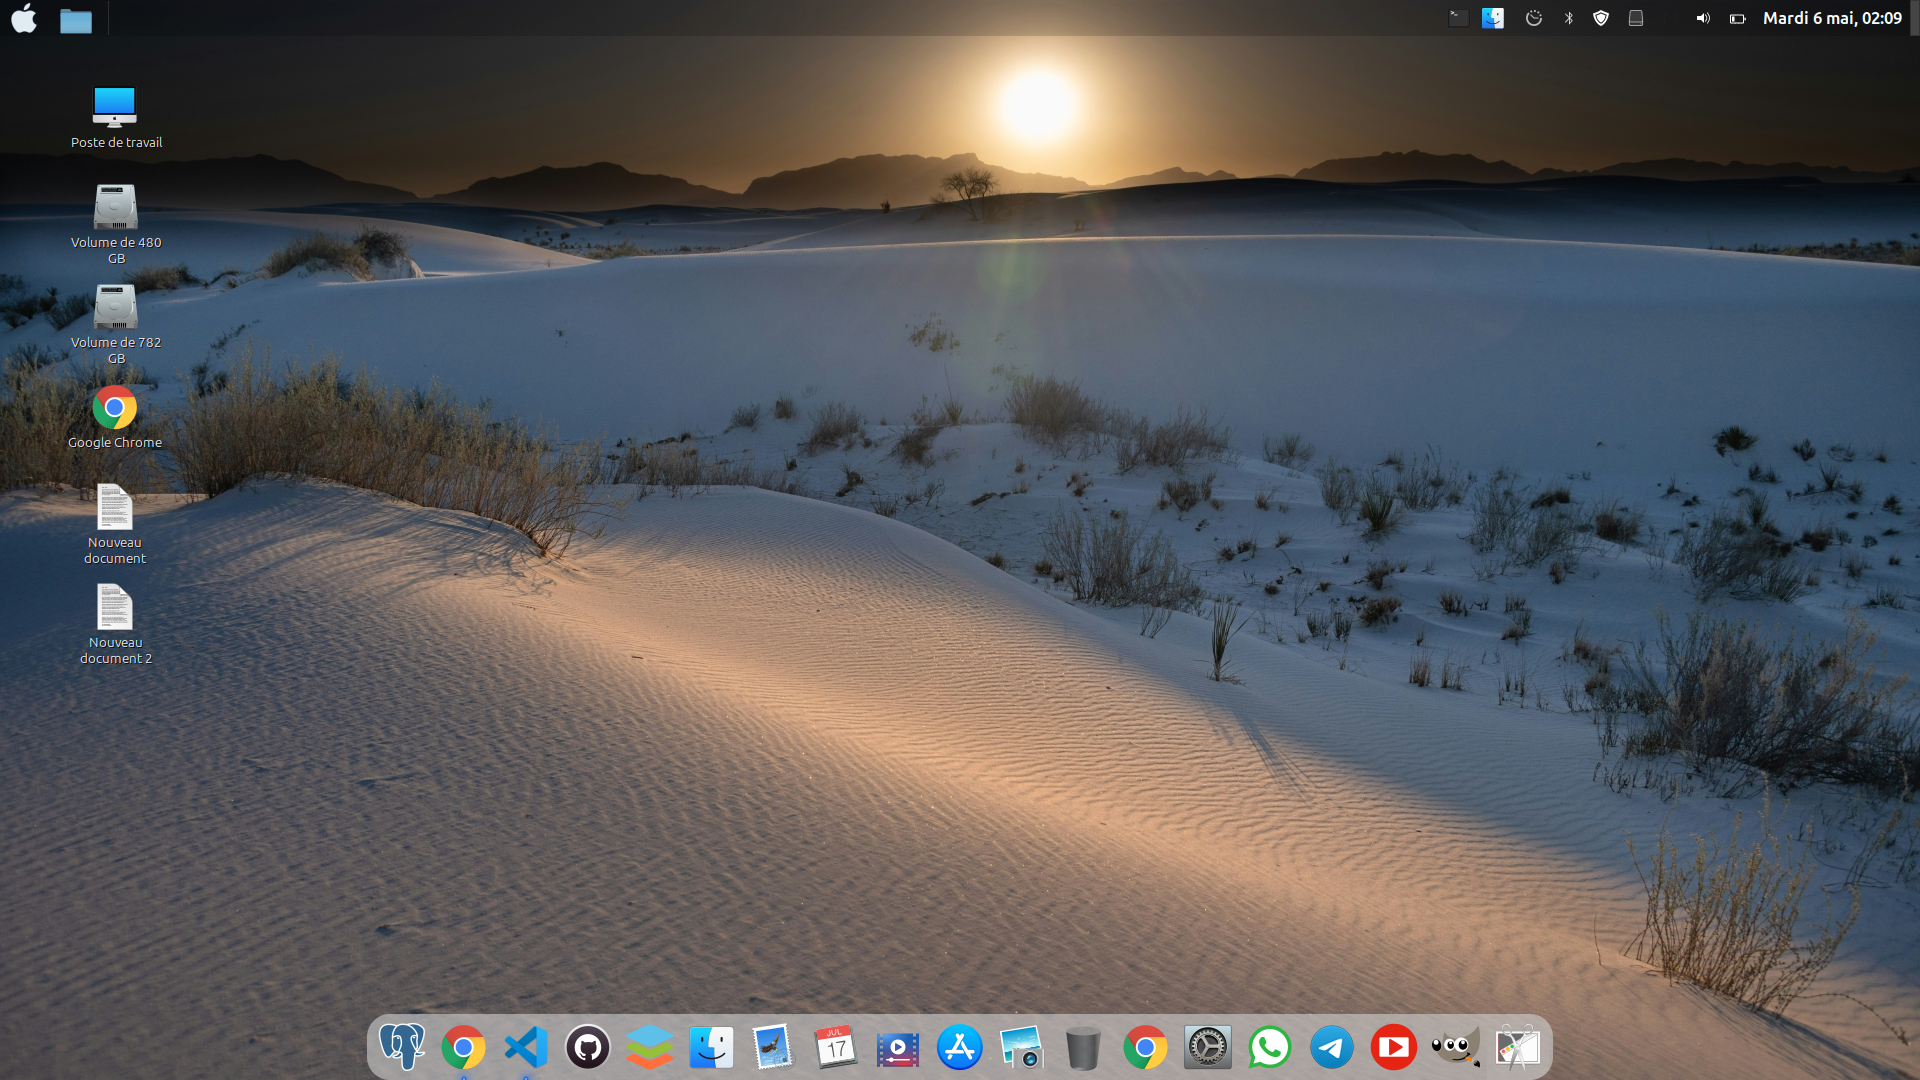 Mardi 6 mai, 02:09
Poste de travail
Volume de 480
GB
Volume de 782
GB
Google Chrome
Nouveau
document
Nouveau
document 2
JUL
17